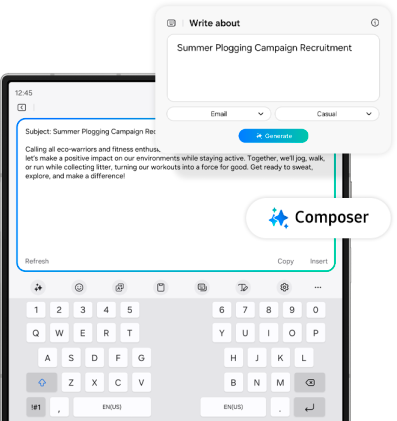 Write about
Summer Plogging Campaign Recruitment
Email
Casual
Generate
12:45
Subject: Summer Plogging Campaign Rec
Calling all eco-warriors and fitness
let's make a positive impact on our environments while staying active. Together, we'll jog, walk,
or run while collecting litter, turning our workouts into a force for good. Get ready to sweat,
explore, and make a difference!
Composer
Refresh
Copy
Insert
1 2 3 4 5 6 7 8 9 0
Q W E R T Y U I O P
A S D F G H J K L
Z X C V B N M
!#1 , EN(US) EN(US) .